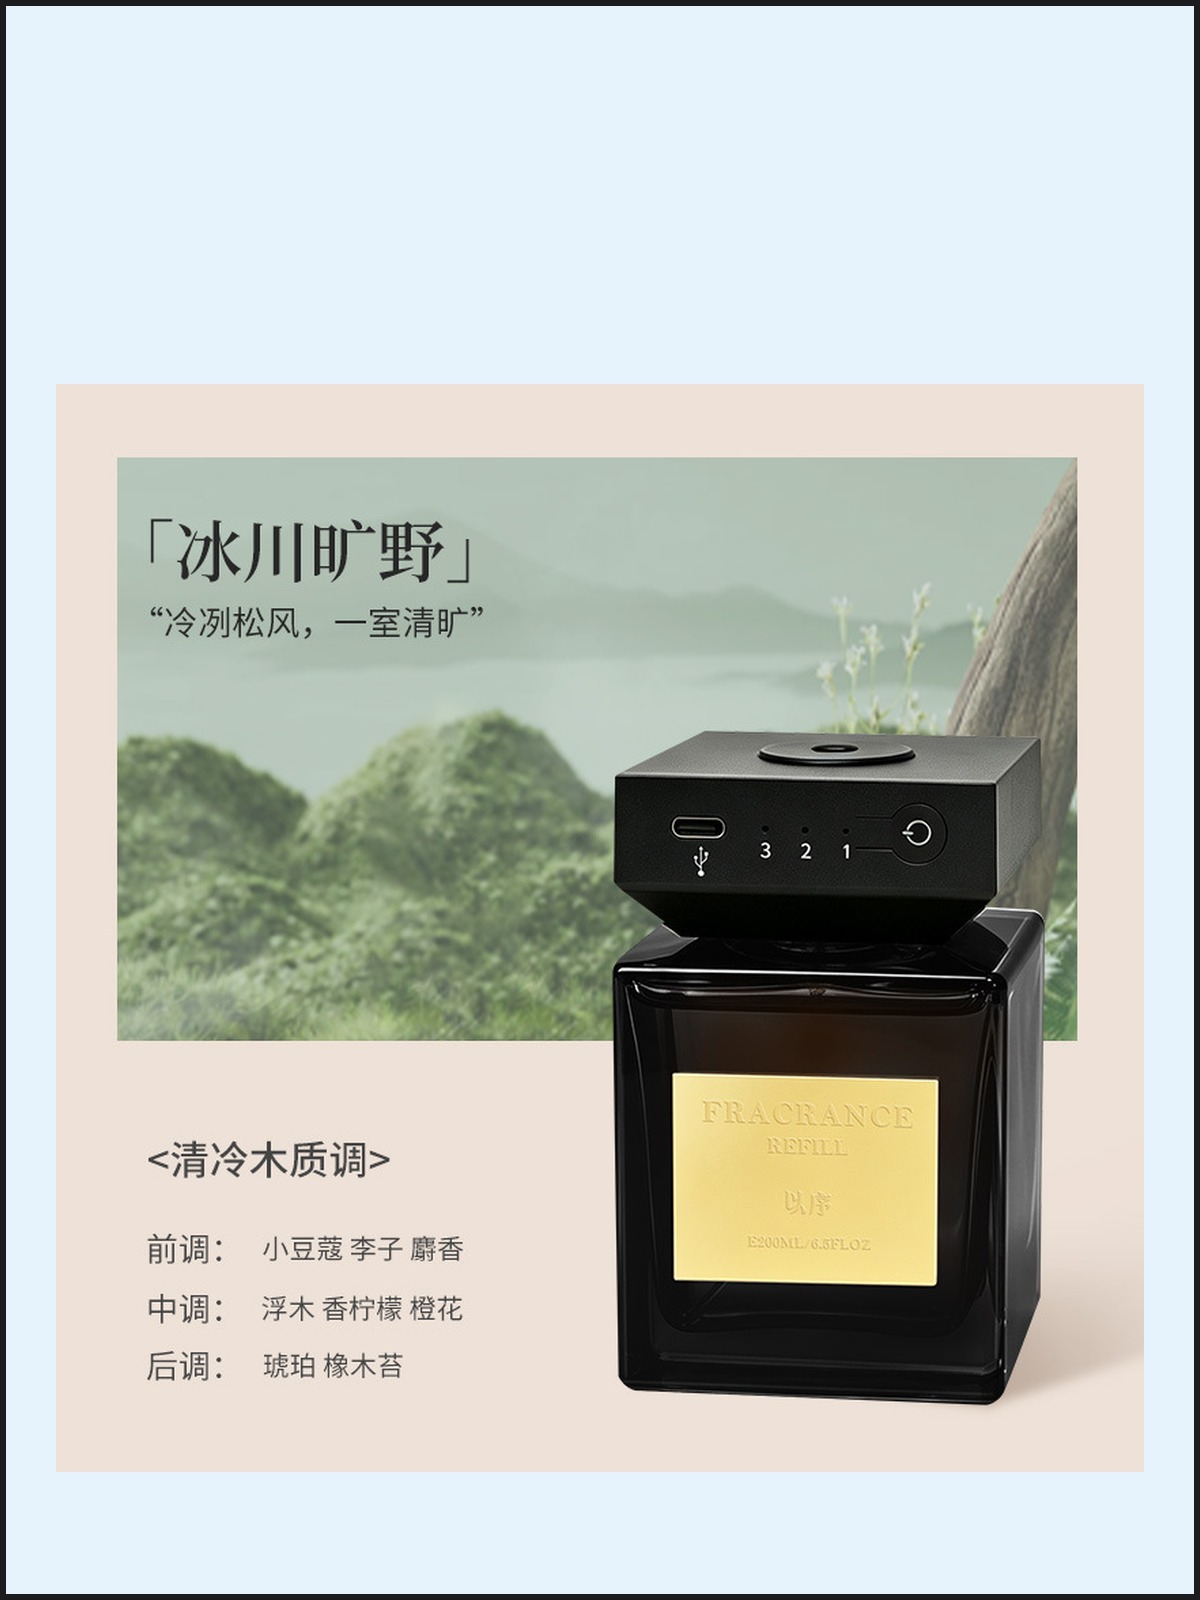 「冰川旷野」
“冷冽松风，一室清旷”
3 2 1
FRACRANCE
REFILL
以序
E200ML/6.5FLOZ
<清冷木质调>
前调： 小豆蔻 李子 麝香
中调： 浮木 香柠檬 橙花
后调： 琥珀 橡木苔